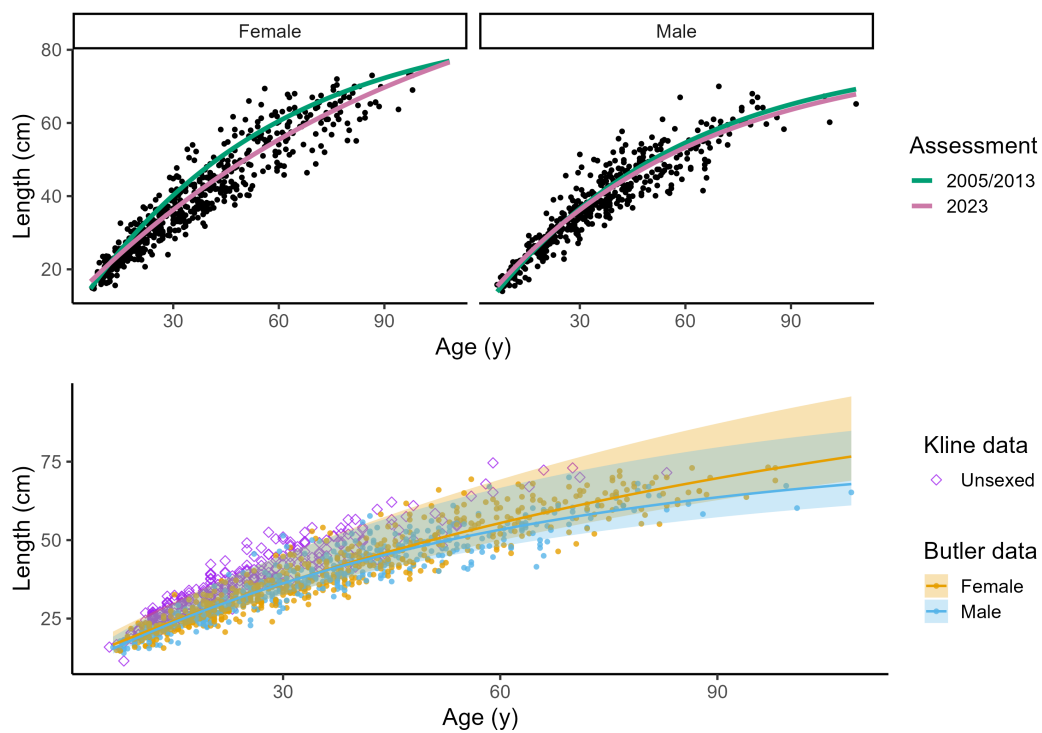 Female Male
80
60
40
20
Length (cm)
30 60 90 30 60 90
Age (y)
Assessment
2005/2013
2023
75
50
25
Length (cm)
30 60 90
Age (y)
Kline data
Unsexed
Butler data
Female
Male